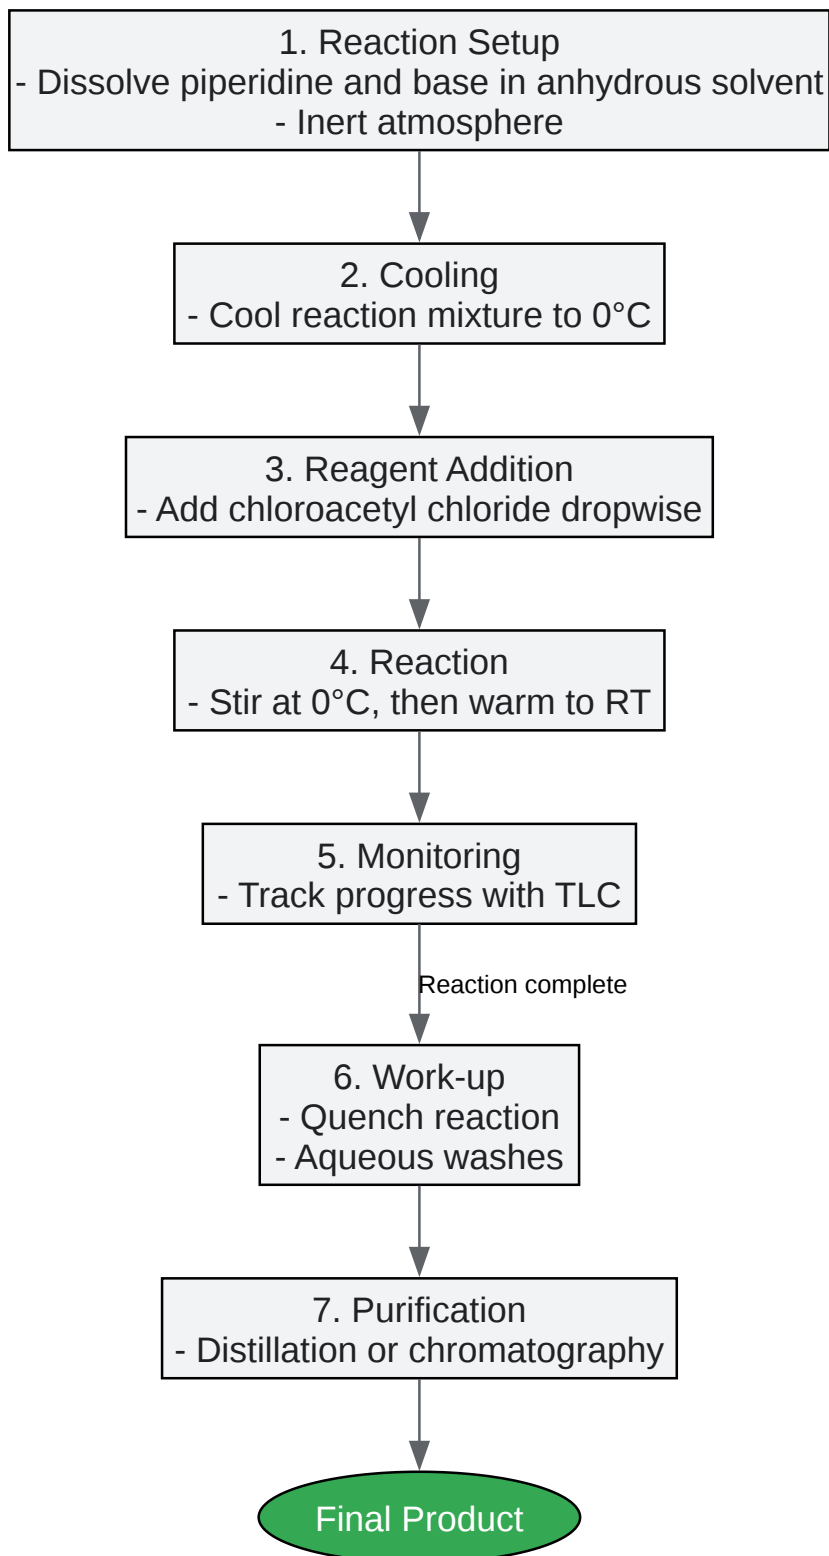 1. Reaction Setup
- Dissolve piperidine and base in anhydrous solvent
- Inert atmosphere
2. Cooling
- Cool reaction mixture to 0°C
3. Reagent Addition
- Add chloroacetyl chloride dropwise
4. Reaction
- Stir at 0°C, then warm to RT
5. Monitoring
- Track progress with TLC
Reaction complete
6. Work-up
- Quench reaction
- Aqueous washes
7. Purification
- Distillation or chromatography
Final Product